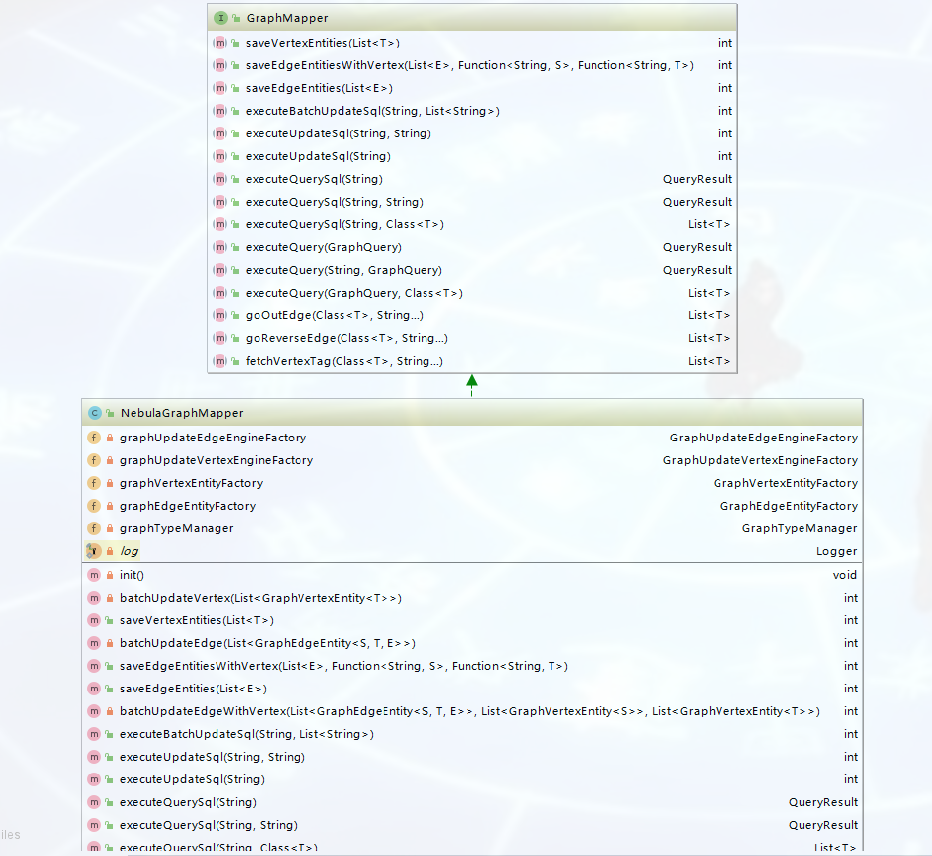 GraphMapper
saveVertexEntities(List<T>) int
saveEdgeEntitiesWithVertex(List<E>, Function<String, S>, Function<String, T>) int
saveEdgeEntities(List<E>) int
executeBatchUpdateSql(String, List<String>) int
executeUpdateSql(String, String) int
executeUpdateSql(String) int
executeQuerySql(String) QueryResult
executeQuerySql(String, String) QueryResult
executeQuerySql(String, Class<T>) List<T>
executeQuery(GraphQuery) QueryResult
executeQuery(String, GraphQuery) QueryResult
executeQuery(GraphQuery, Class<T>) List<T>
goOutEdge(Class<T>, String...) List<T>
goReverseEdge(Class<T>, String...) List<T>
fetchVertexTag(Class<T>, String...) List<T>
NebulaGraphMapper
graphUpdateEdgeEngineFactory GraphUpdateEdgeEngineFactory
graphUpdateVertexEngineFactory GraphUpdateVertexEngineFactory
graphVertexEntityFactory GraphVertexEntityFactory
graphEdgeEntityFactory GraphEdgeEntityFactory
graphTypeManager GraphTypeManager
log Logger
init() void
batchUpdateVertex(List<GraphVertexEntity<T>>) int
saveVertexEntities(List<T>) int
batchUpdateEdge(List<GraphEdgeEntity<S, T, E>>) int
saveEdgeEntitiesWithVertex(List<E>, Function<String, S>, Function<String, T>) int
saveEdgeEntities(List<E>) int
batchUpdateEdgeWithVertex(List<GraphEdgeEntity<S, T, E>>, List<GraphVertexEntity<S>>, List<GraphVertexEntity<T>>) int
executeBatchUpdateSql(String, List<String>) int
executeUpdateSql(String, String) int
executeUpdateSql(String) int
executeQuerySql(String) QueryResult
executeQuerySql(String, String) QueryResult
executeQuerySql(String, Class<T>) List<T>
iles